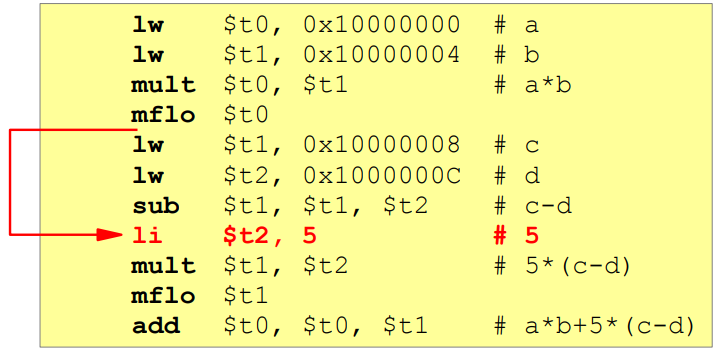 lw $t0, 0x10000000 # a
lw $t1, 0x10000004 # b
mult $t0, $t1 # a*b
mflo $t0
lw $t1, 0x10000008 # c
lw $t2, 0x1000000C # d
sub $t1, $t1, $t2 # c-d
li $t2, 5 # 5
mult $t1, $t2 # 5*(c-d)
mflo $t1
add $t0, $t0, $t1 # a*b+5*(c-d)